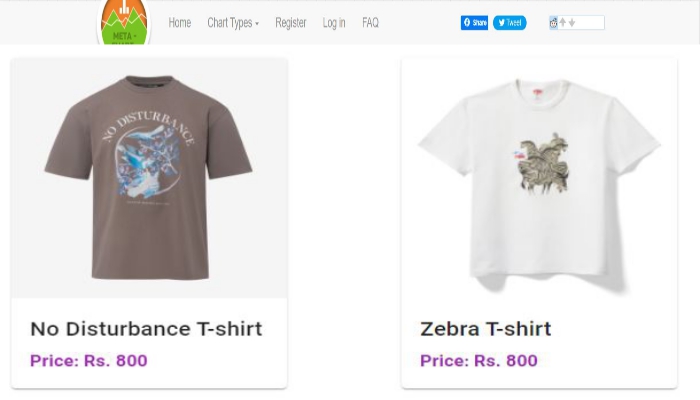 META -
Home Chart Types Register Log in FAQ
Share Tweet
NO DISTURBANCE
No Disturbance T-shirt
Price: Rs. 800
Zebra T-shirt
Price: Rs. 800